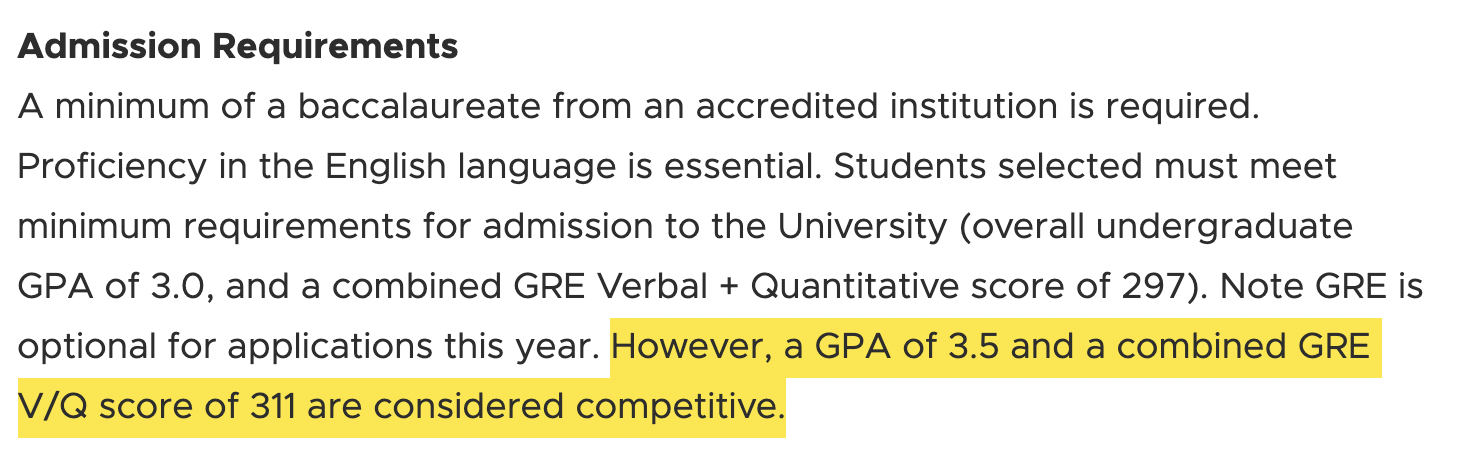 Admission Requirements
A minimum of a baccalaureate from an accredited institution is required.
Proficiency in the English language is essential. Students selected must meet
minimum requirements for admission to the University (overall undergraduate
GPA of 3.0, and a combined GRE Verbal + Quantitative score of 297). Note GRE is
optional for applications this year. However, a GPA of 3.5 and a combined GRE
V/Q score of 311 are considered competitive.